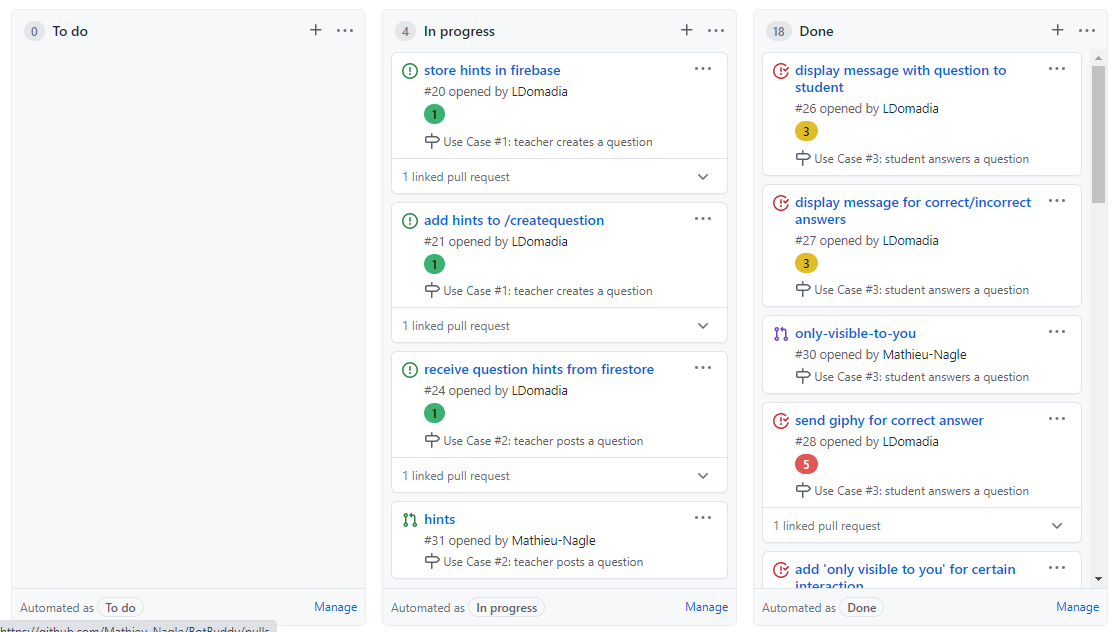 0 To do
4 In progress
store hints in firebase
#20 opened by LDomadia
1
Use Case #1: teacher creates a question
1 linked pull request
add hints to /createquestion
#21 opened by LDomadia
1
Use Case #1: teacher creates a question
1 linked pull request
receive question hints from firestore
#24 opened by LDomadia
1
Use Case #2: teacher posts a question
1 linked pull request
hints
#31 opened by Mathieu-Nagle
Use Case #2: teacher posts a question
18 Done
display message with question to
student
#26 opened by LDomadia
3
Use Case #3: student answers a question
display message for correct/incorrect
answers
#27 opened by LDomadia
3
Use Case #3: student answers a question
only-visible-to-you
#30 opened by Mathieu-Nagle
Use Case #3: student answers a question
send giphy for correct answer
#28 opened by LDomadia
5
Use Case #3: student answers a question
1 linked pull request
add 'only visible to you' for certain
interaction
Automated as To do Manage
Automated as In progress Manage
Automated as Done Manage
https://github.com/Mathieu-Nagle/BotBuddy/pulls